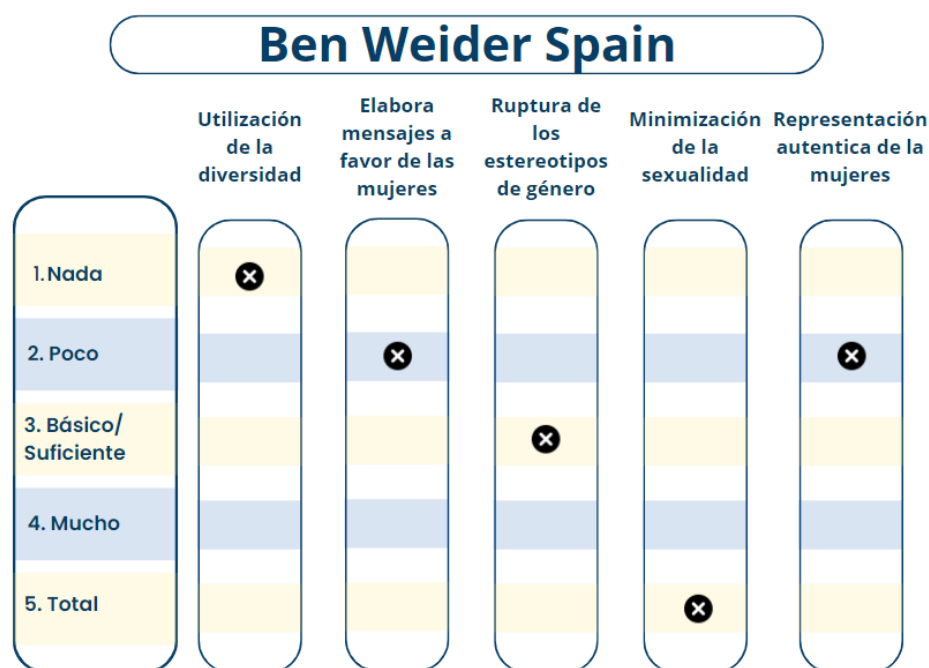 Ben Weider Spain
Utilización
de la
diversidad
Elabora
mensajes a
favor de las
mujeres
Ruptura de
los
estereotipos
de género
Minimización
de la
sexualidad
Representación
autentica de la
mujeres
1. Nada
2. Poco
3. Básico/
Suficiente
4. Mucho
5. Total